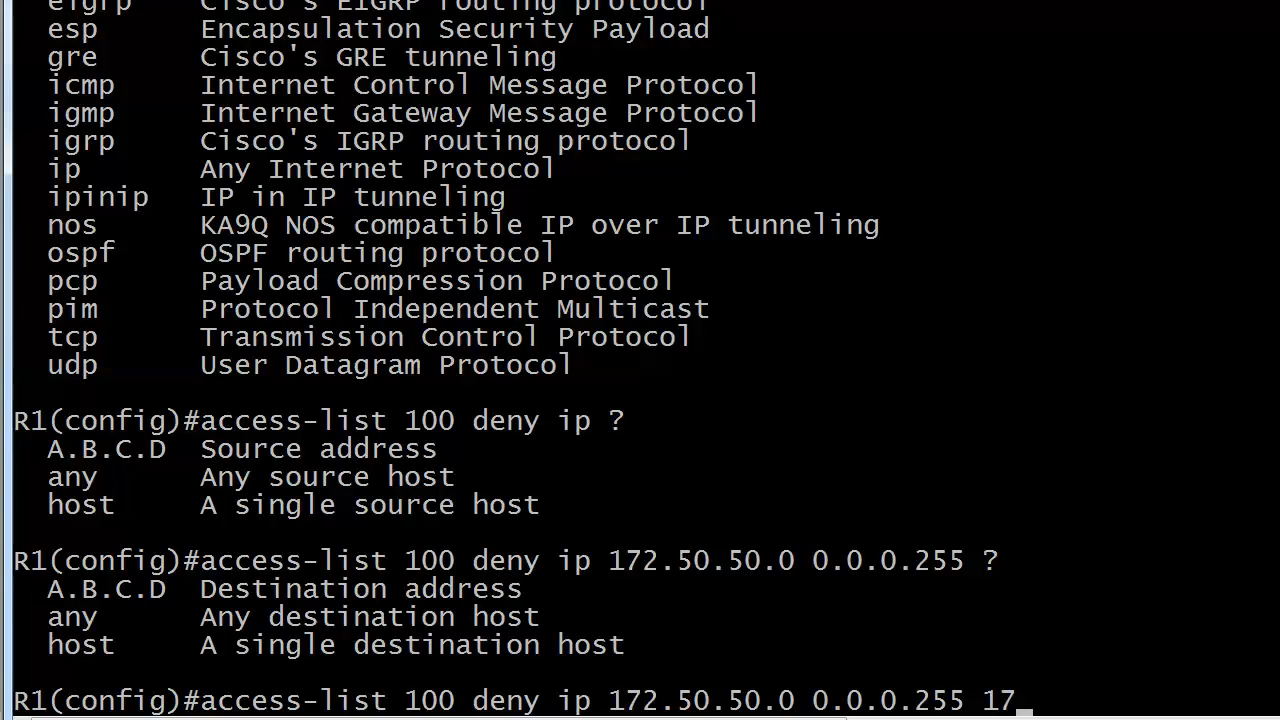 eigrp Cisco's EIGRP routing protocol
esp Encapsulation Security Payload
gre Cisco's GRE tunneling
icmp Internet Control Message Protocol
igmp Internet Gateway Message Protocol
igrp Cisco's IGRP routing protocol
ip Any Internet Protocol
ipinip IP in IP tunneling
nos KA9Q NOS compatible IP over IP tunneling
ospf OSPF routing protocol
pcp Payload Compression Protocol
pim Protocol Independent Multicast
tcp Transmission Control Protocol
udp User Datagram Protocol
R1(config)#access-list 100 deny ip ?
A.B.C.D Source address
any Any source host
host A single source host
R1(config)#access-list 100 deny ip 172.50.50.0 0.0.0.255 ?
A.B.C.D Destination address
any Any destination host
host A single destination host
R1(config)#access-list 100 deny ip 172.50.50.0 0.0.0.255 17